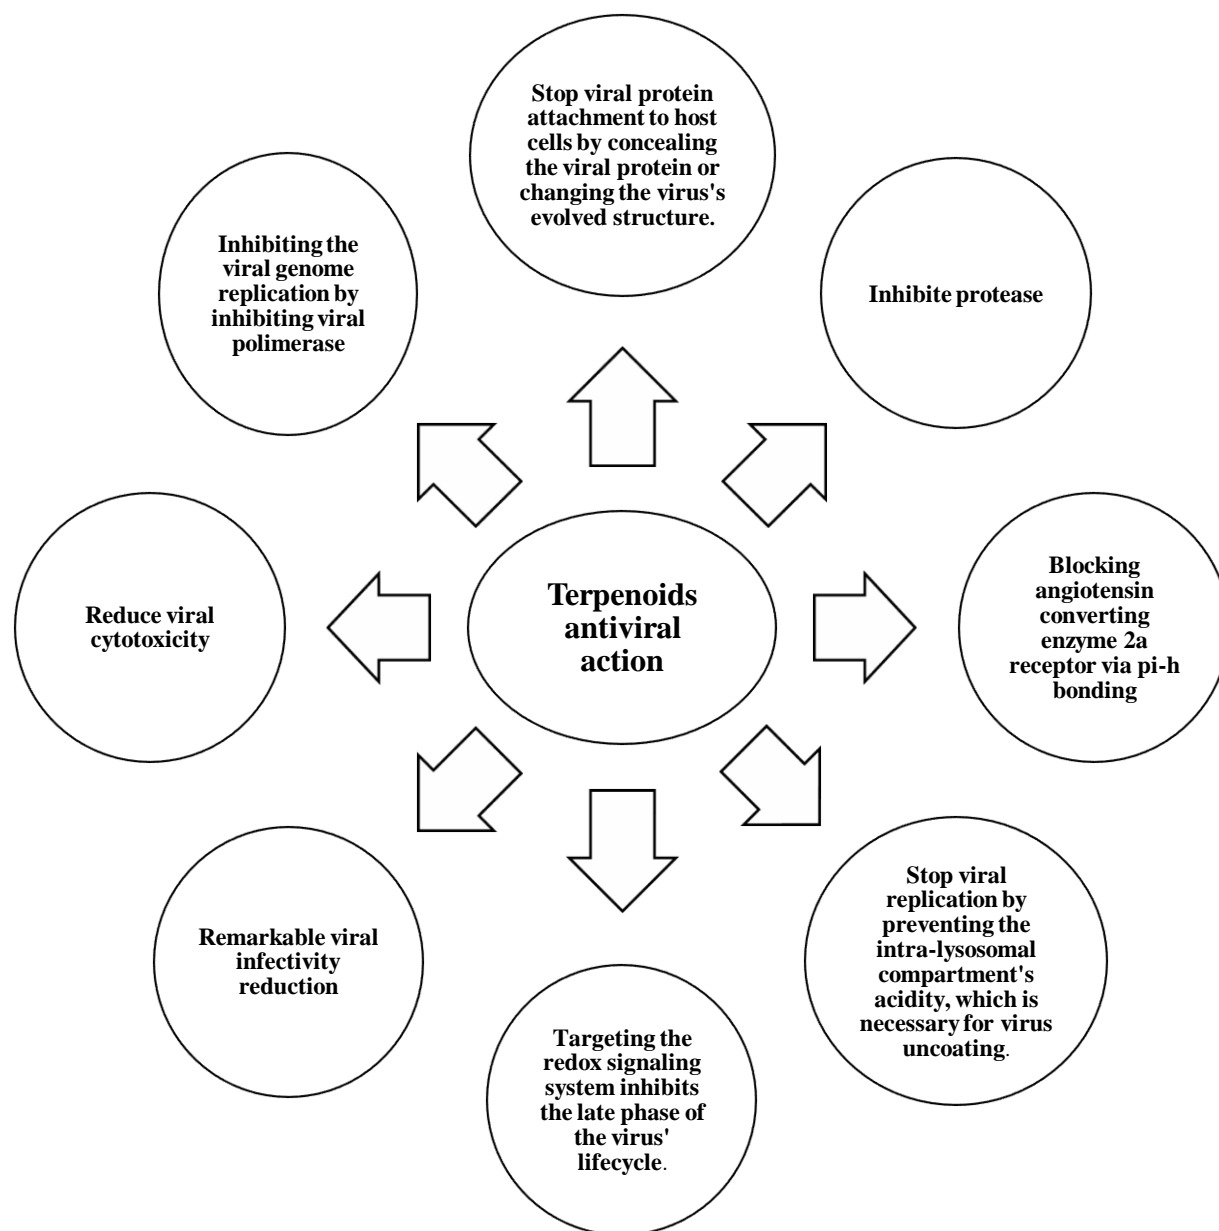 Stop viral protein
attachment to host
cells by concealing
the viral protein or
changing the virus's
evolved structure.
Inhibite protease
Blocking
angiotensin
converting
enzyme 2a
receptor via pi-h
bonding
Stop viral
replication by
preventing the
intra-lysosomal
compartment's
acidity, which is
necessary for virus
uncoating.
Targeting the
redox signaling
system inhibits
the late phase of
the virus'
lifecycle.
Remarkable viral
infectivity
reduction
Reduce viral
cytotoxicity
Inhibiting the
viral genome
replication by
inhibiting viral
polimerase
Terpenoids
antiviral
action